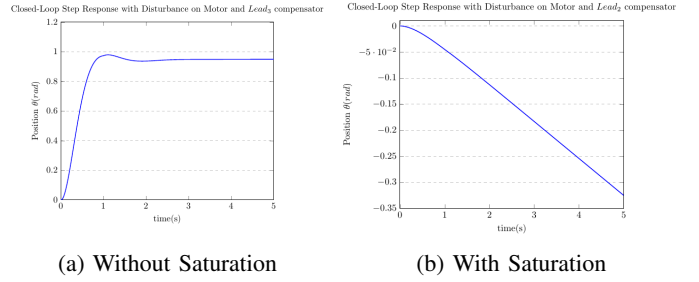 Closed-Loop Step Response with Disturbance on Motor and Lead₃ compensator
1.2
1
0.8
0.6
0.4
0.2
0
Position θ(rad)
0 1 2 3 4 5
time(s)
(a) Without Saturation
Closed-Loop Step Response with Disturbance on Motor and Lead₂ compensator
0
−5 · 10⁻²
−0.1
−0.15
−0.2
−0.25
−0.3
−0.35
Position θ(rad)
0 1 2 3 4 5
time(s)
(b) With Saturation